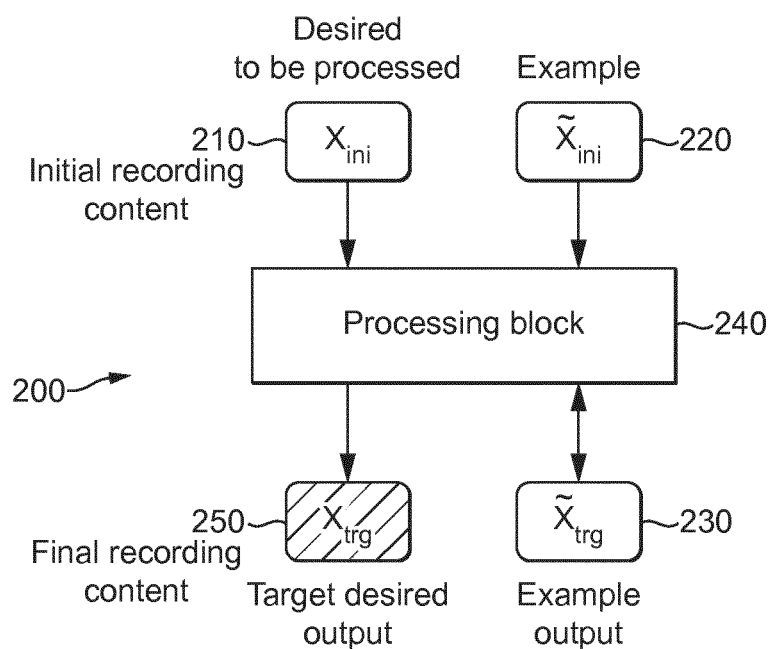 Desired
to be processed
Example
210
X_ini
X̃_ini
220
Initial recording
content
Processing block
240
200
250
X_trg
X̃_trg
230
Final recording
content
Target desired
output
Example
output